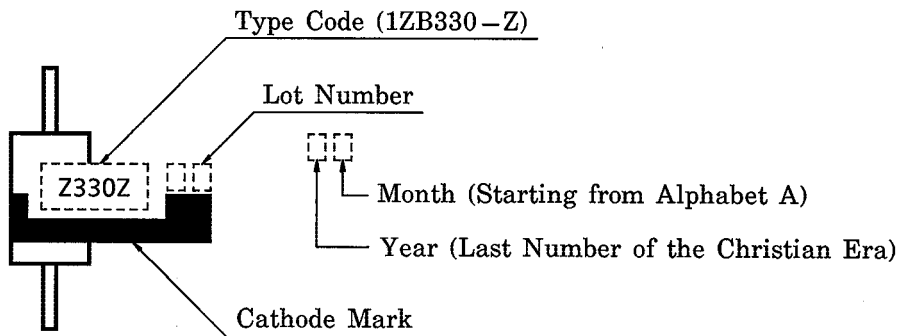 Type Code (1ZB330-Z)
Lot Number
Z330Z
Month (Starting from Alphabet A)
Year (Last Number of the Christian Era)
Cathode Mark